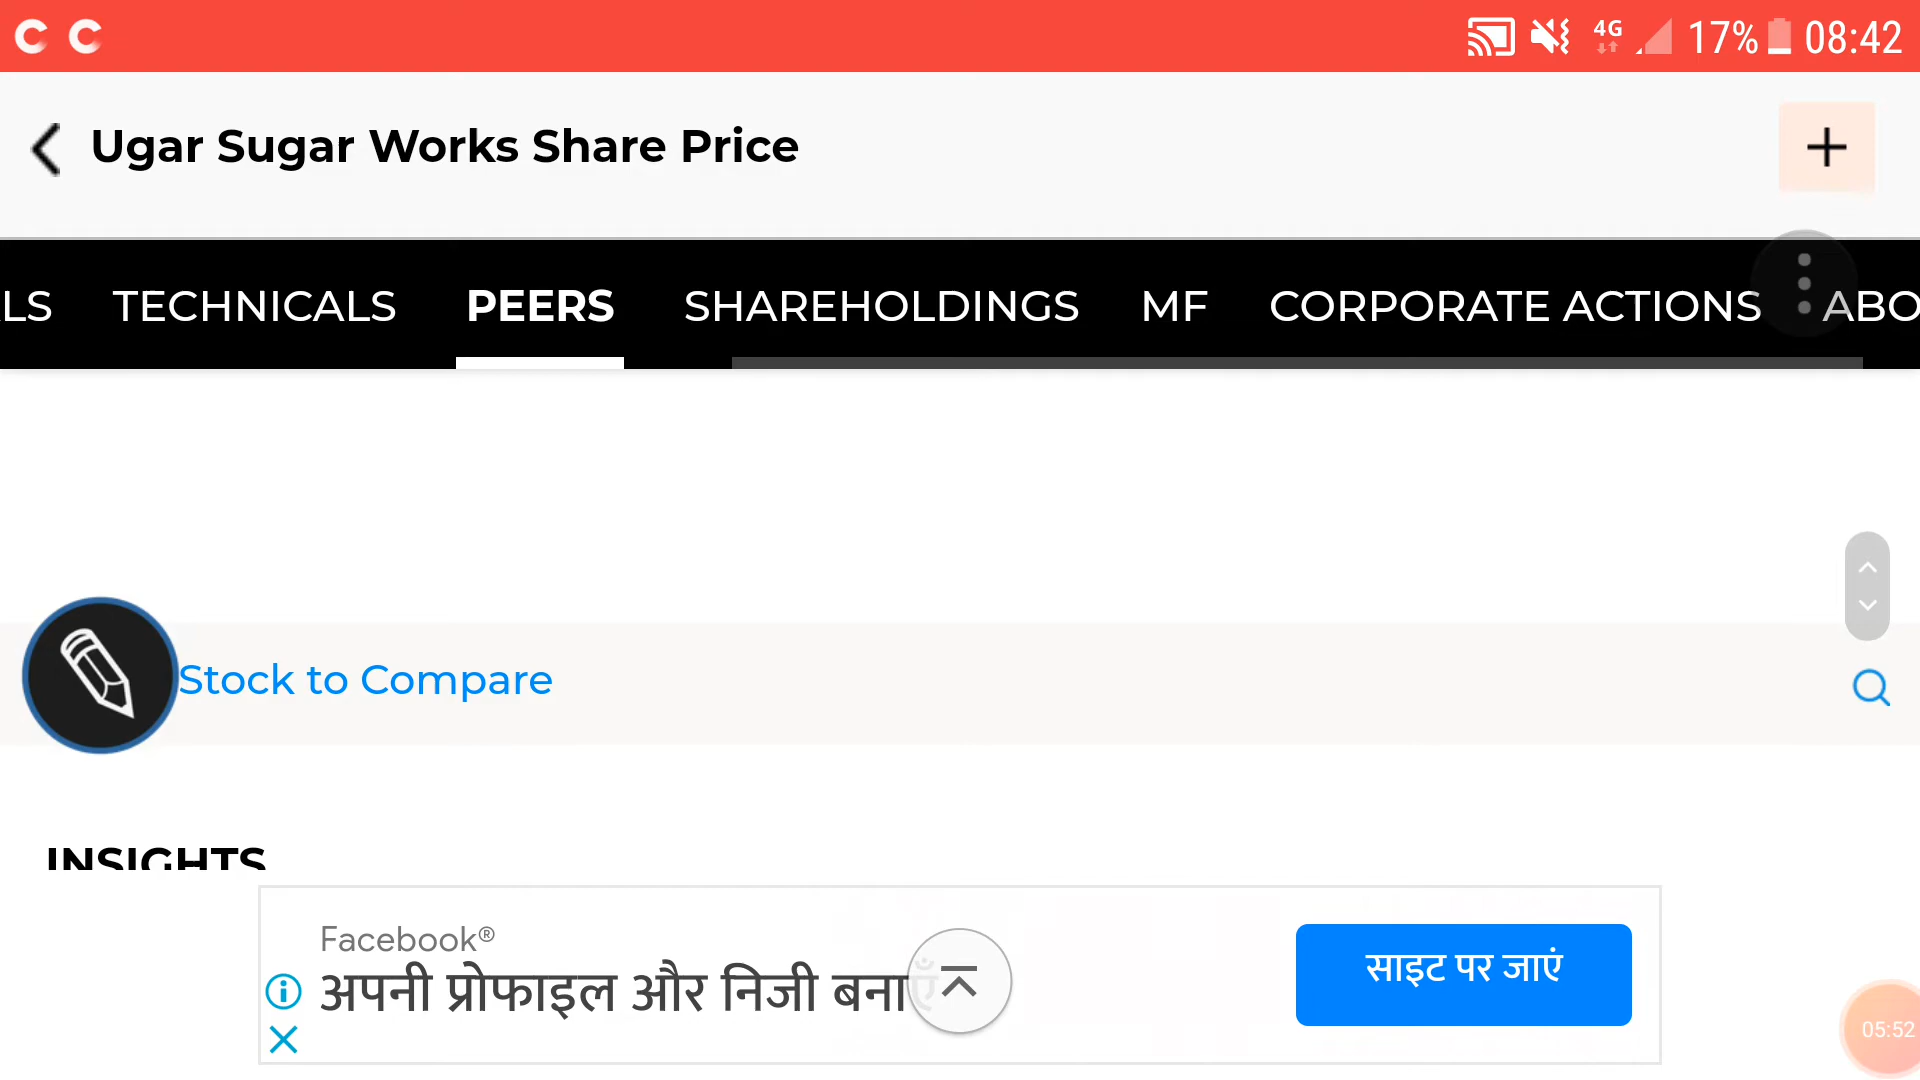 4G 17% 08:42
Ugar Sugar Works Share Price
LS TECHNICALS PEERS SHAREHOLDINGS MF CORPORATE ACTIONS ABO
Stock to Compare
INSIGHTS
Facebook®
अपनी प्रोफाइल और निजी बनाएँ
साइट पर जाएं
05:52